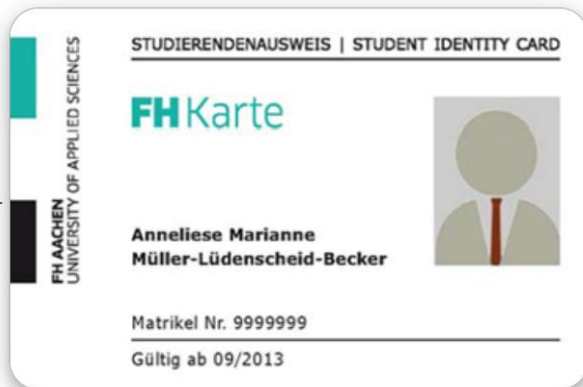 STUDIERENDENAUSWEIS | STUDENT IDENTITY CARD
FH Karte
FH AACHEN
UNIVERSITY OF APPLIED SCIENCES
Anneliese Marianne
Müller-Lüdenscheid-Becker
Matrikel Nr. 9999999
Gültig ab 09/2013